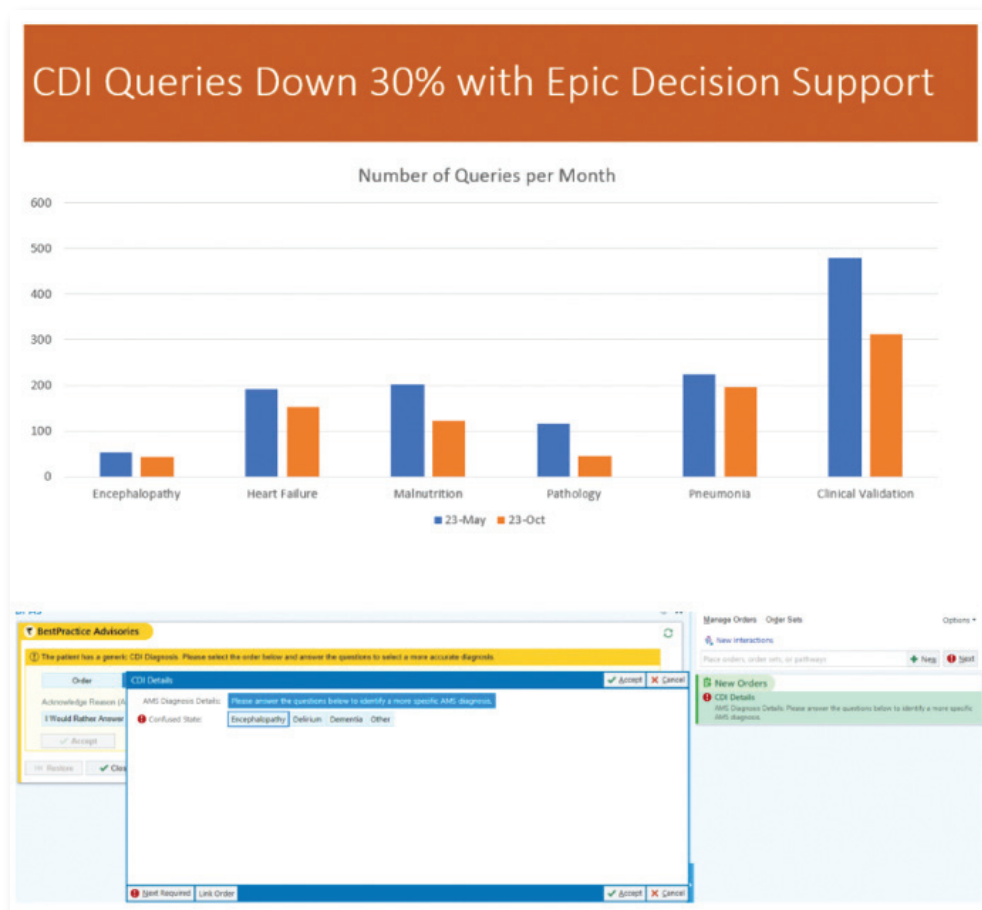 CDI Queries Down 30% with Epic Decision Support
Number of Queries per Month
600
500
400
300
200
100
0
Encephalopathy Heart Failure Malnutrition Pathology Pneumonia Clinical Validation
23-May 23-Oct
BestPractice Advisories
The patient has a generic CDI Diagnosis. Please select the order below and answer the questions to select a more accurate diagnosis.
Order
Acknowledge Reason (A
I Would Rather Answer
Accept
Restore Clos
CDI Details Accept Cancel
AMS Diagnosis Details: Please answer the questions below to identify a more specific AMS diagnosis.
Confused State: Encephalopathy Delirium Dementia Other
Next Required Link Order Accept Cancel
Manage Orders Order Sets Options
New interactions
Place orders, order sets, or pathways New Next
New Orders
CDI Details
AMS Diagnosis Details: Please answer the questions below to identify a more specific
AMS diagnosis.